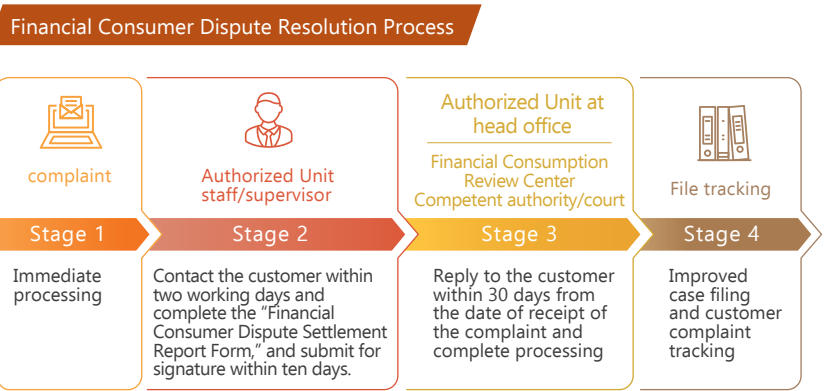 Financial Consumer Dispute Resolution Process
complaint
Stage 1
Immediate
processing
Authorized Unit
staff/supervisor
Stage 2
Contact the customer within
two working days and
complete the “Financial
Consumer Dispute Settlement
Report Form,” and submit for
signature within ten days.
Authorized Unit at
head office
Financial Consumption
Review Center
Competent authority/court
Stage 3
Reply to the customer
within 30 days from
the date of receipt of
the complaint and
complete processing
File tracking
Stage 4
Improved
case filing
and customer
complaint
tracking